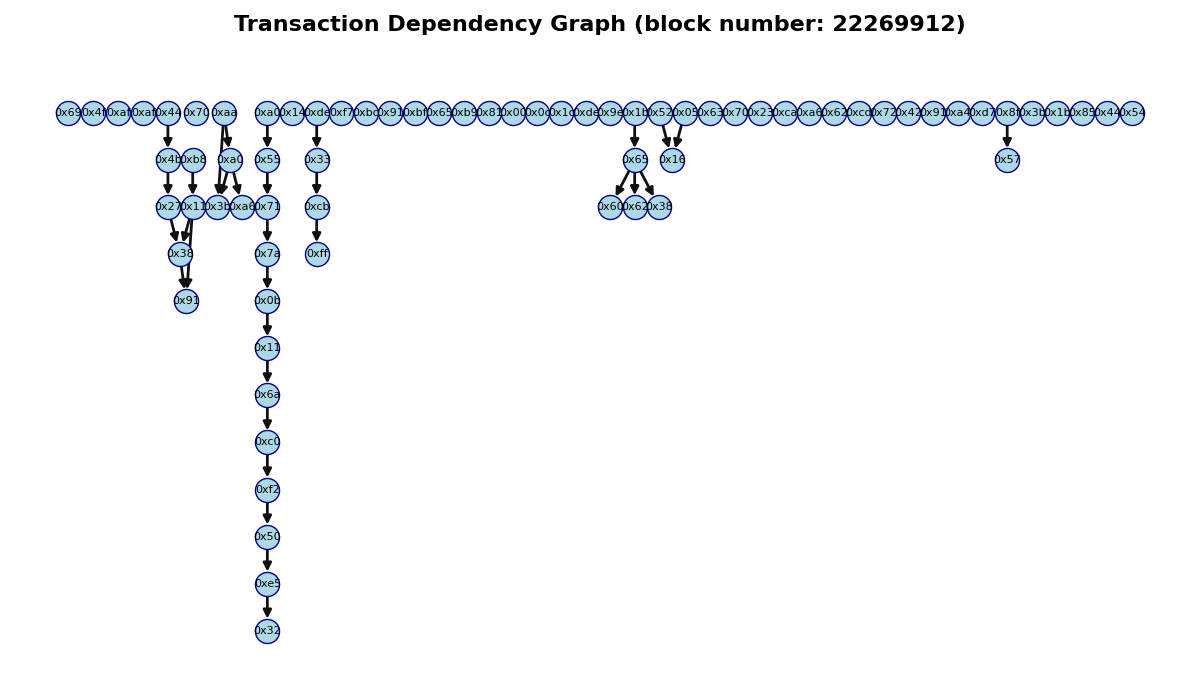 Transaction Dependency Graph (block number: 22269912)
0x69 0x4f 0xaf 0xaf 0x44 0x70 0xaa 0xa0 0x14 0xde 0xf7 0xbc 0x91 0xbf 0x65 0xb9 0x81 0x00 0x0c 0x1c 0xde 0x9e 0x1b 0x52 0x05 0x63 0x70 0x23 0xca 0xa6 0x62 0xcd 0x72 0x42 0x91 0xa4 0xd7 0x8f 0x3b 0x1b 0x85 0x44 0x54
0x4b 0xb8 0xa0 0x55 0x33 0x65 0x16 0x57
0x27 0x11 0x3b 0xa6 0x71 0xcb 0x60 0x62 0x38
0x38 0x7a 0xff
0x91 0x0b
0x11
0x6a
0xc0
0xf2
0x50
0xe5
0x32